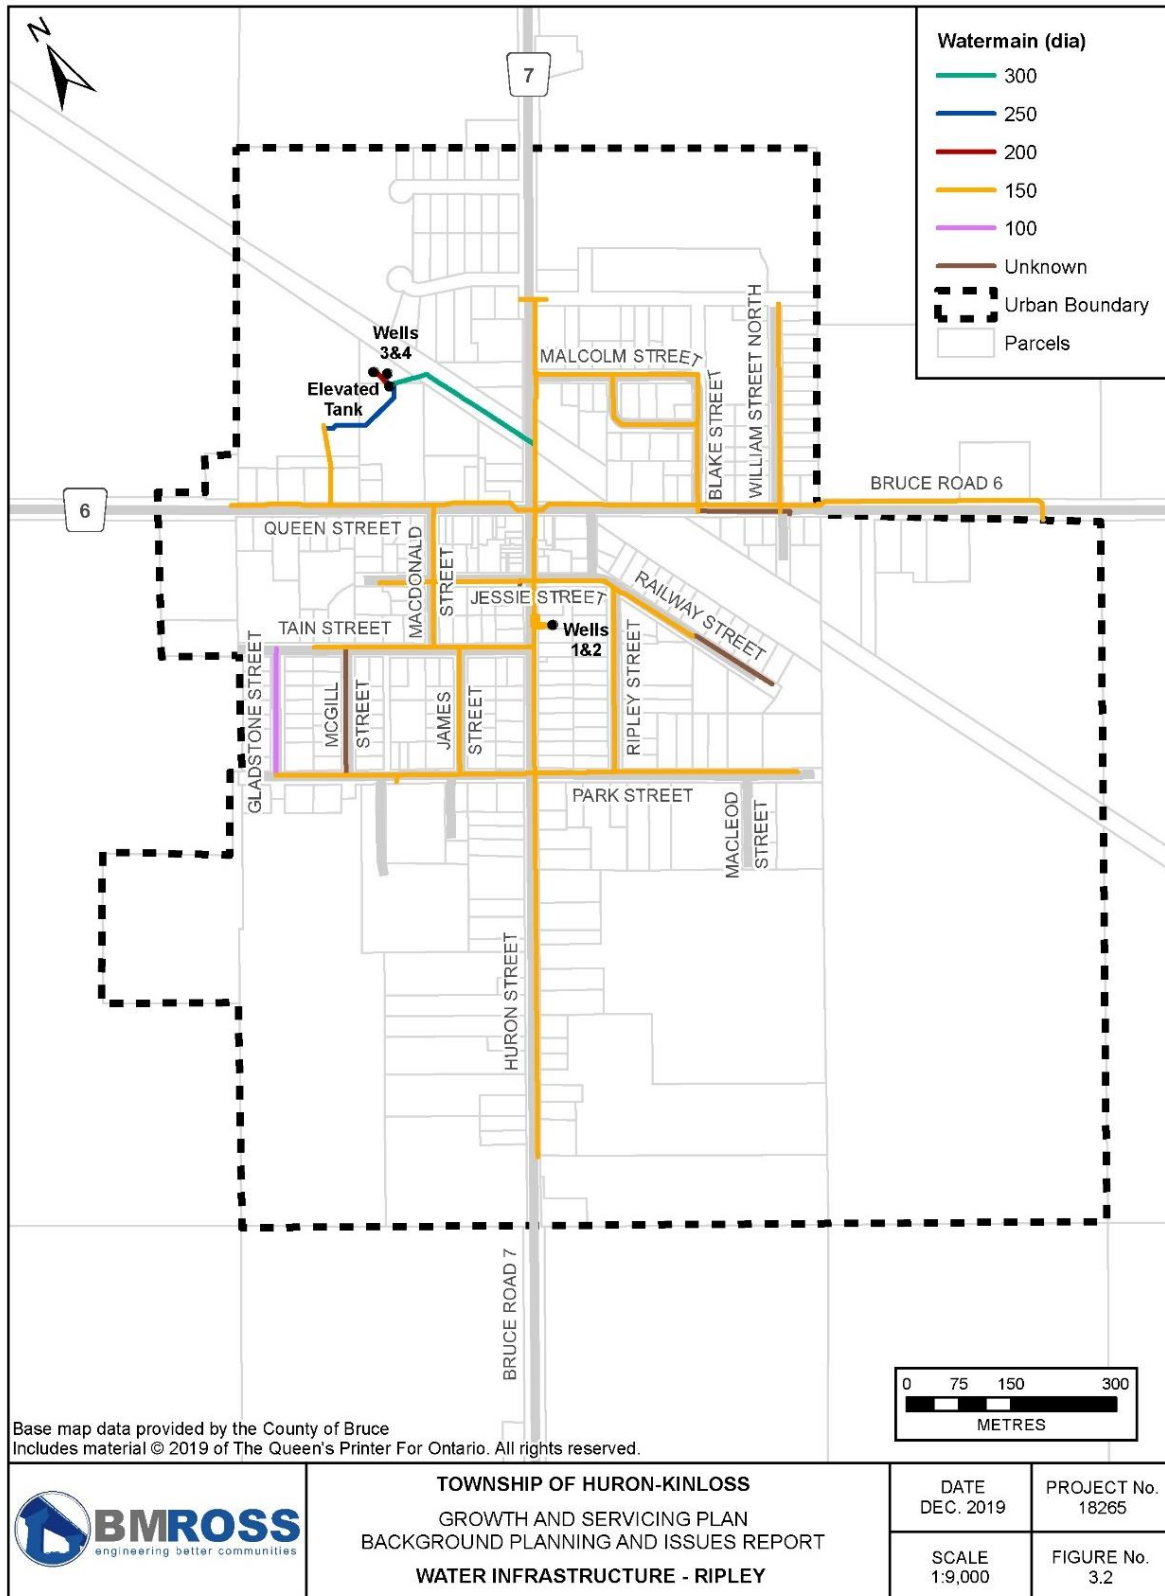 N
7
Watermain (dia)
300
250
200
150
100
Unknown
Urban Boundary
Parcels
Wells
3&4
Elevated
Tank
MALCOLM STREET
BLAKE STREET
WILLIAM STREET NORTH
BRUCE ROAD 6
6
QUEEN STREET
MACDONALD
STREET
JESSIE STREET
RAILWAY STREET
TAIN STREET
Wells
1&2
GLADSTONE STREET
MCGILL
STREET
JAMES
STREET
RIPLEY STREET
PARK STREET
MACLEOD
STREET
HURON STREET
BRUCE ROAD 7
0 75 150 300
METRES
Base map data provided by the County of Bruce
Includes material © 2019 of The Queen's Printer For Ontario. All rights reserved.
BMROSS
engineering better communities
TOWNSHIP OF HURON-KINLOSS
GROWTH AND SERVICING PLAN
BACKGROUND PLANNING AND ISSUES REPORT
WATER INFRASTRUCTURE - RIPLEY
DATE
DEC. 2019
PROJECT No.
18265
SCALE
1:9,000
FIGURE No.
3.2